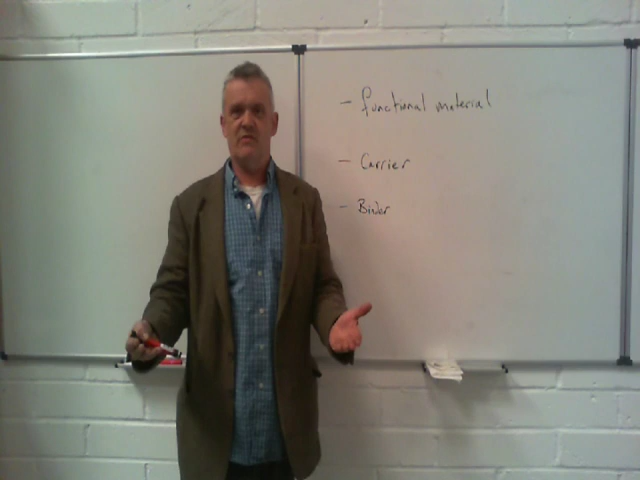 - functional material
- Carrier
- Binder